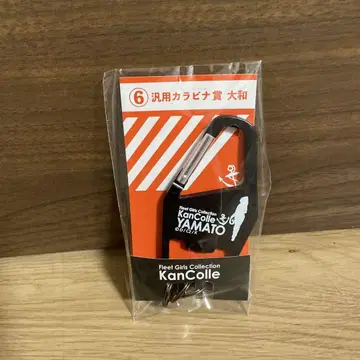 ⑥ 汎用カラビナ賞 大和
Fleet Girls Collection
KanColle
YAMATO
Fleet Girls Collection
KanColle